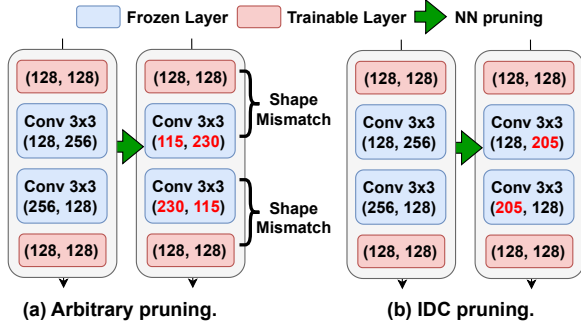 Frozen Layer Trainable Layer NN pruning
(128, 128)
Conv 3x3
(128, 256)
Conv 3x3
(256, 128)
(128, 128)
(128, 128)
Conv 3x3
(115, 230)
Conv 3x3
(230, 115)
(128, 128)
Shape
Mismatch
Shape
Mismatch
(a) Arbitrary pruning.
(128, 128)
Conv 3x3
(128, 256)
Conv 3x3
(256, 128)
(128, 128)
(128, 128)
Conv 3x3
(128, 205)
Conv 3x3
(205, 128)
(128, 128)
(b) IDC pruning.